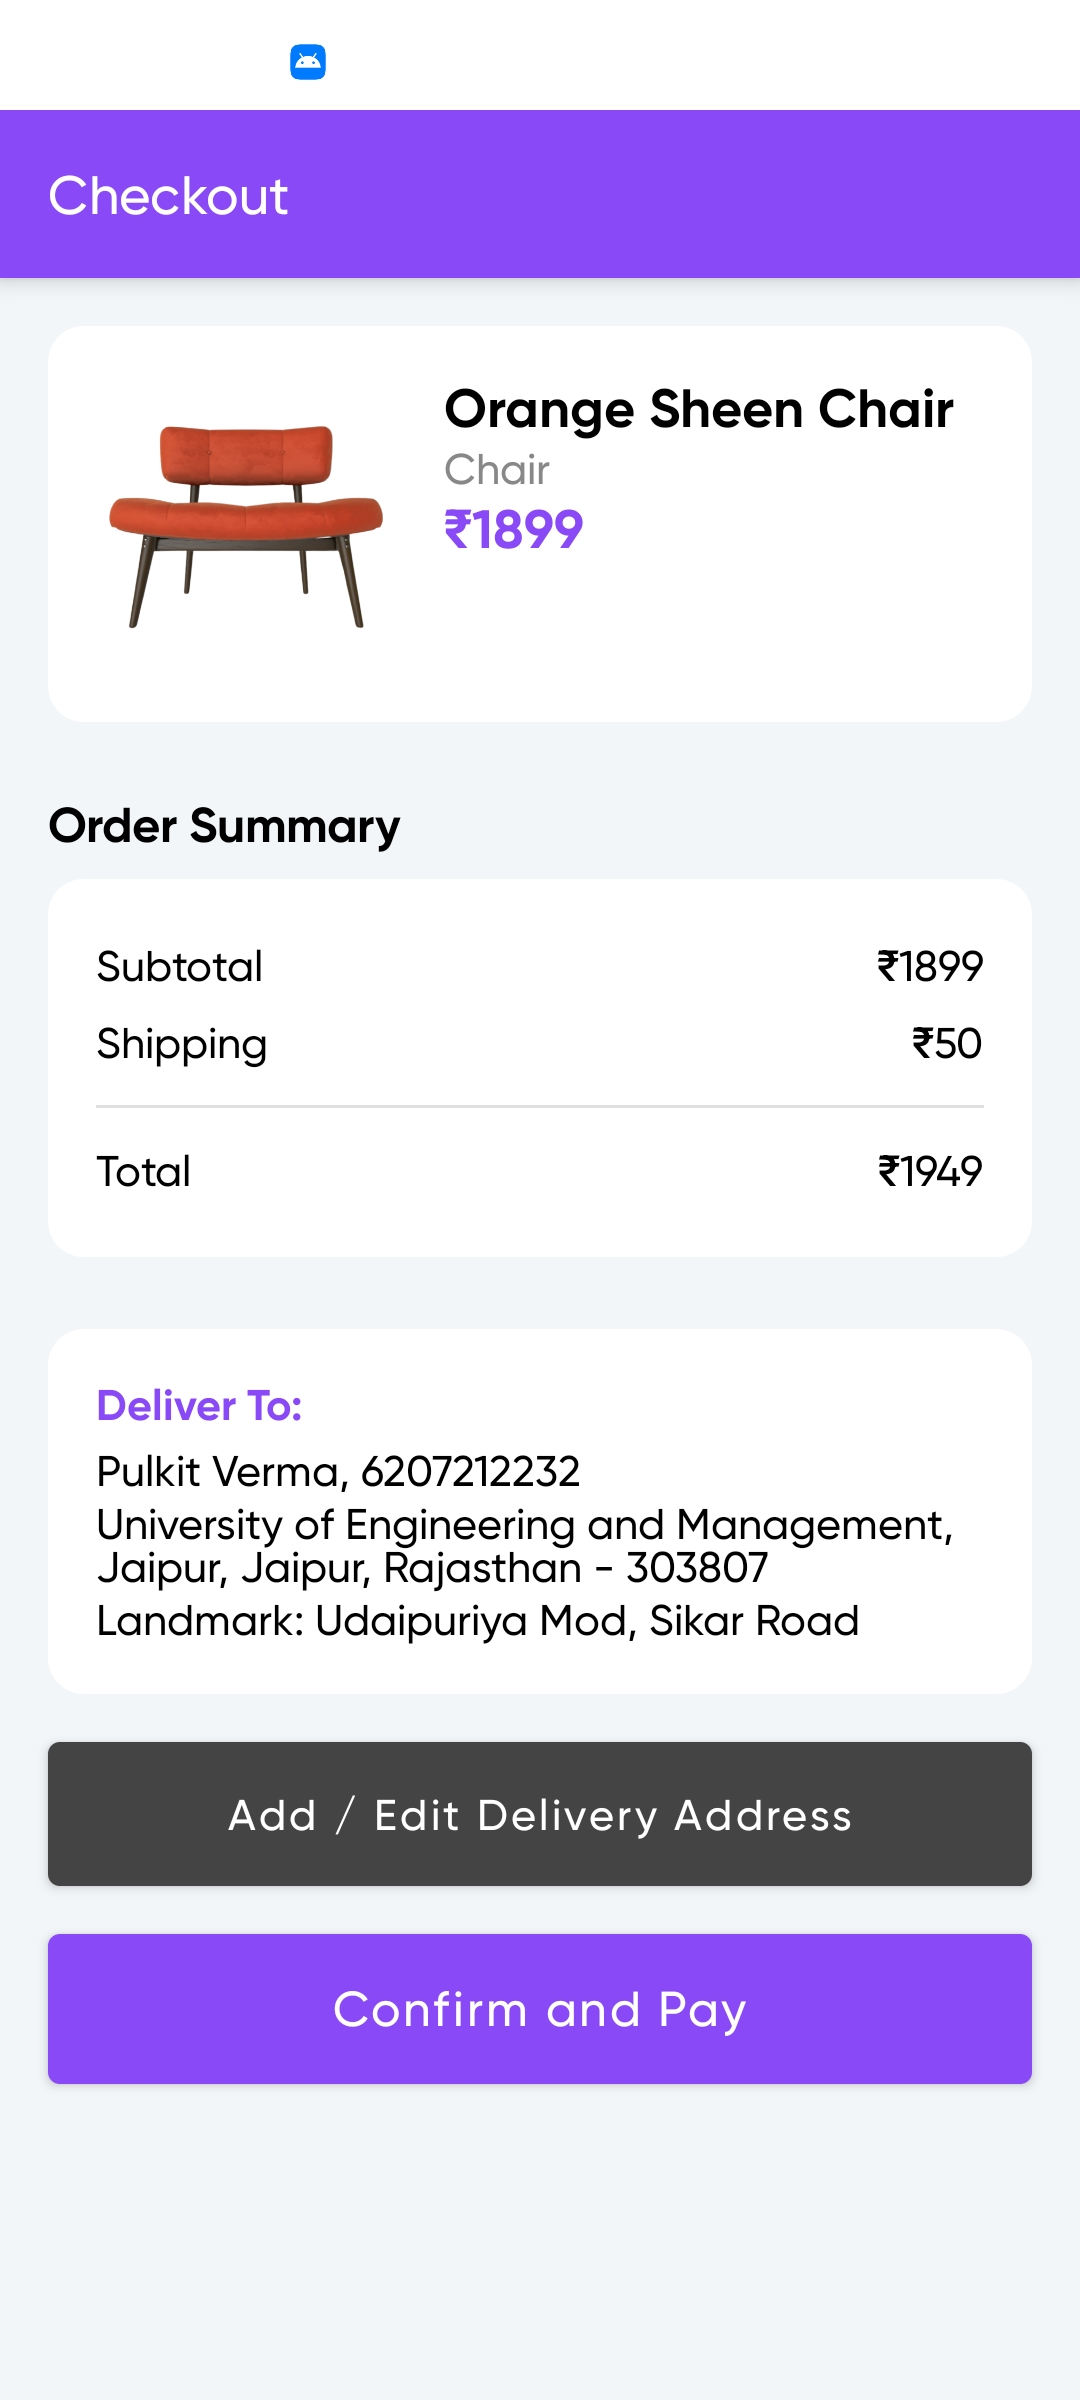 Checkout
Orange Sheen Chair
Chair
₹1899
Order Summary
Subtotal ₹1899
Shipping ₹50
Total ₹1949
Deliver To:
Pulkit Verma, 6207212232
University of Engineering and Management,
Jaipur, Jaipur, Rajasthan - 303807
Landmark: Udaipuriya Mod, Sikar Road
Add / Edit Delivery Address
Confirm and Pay